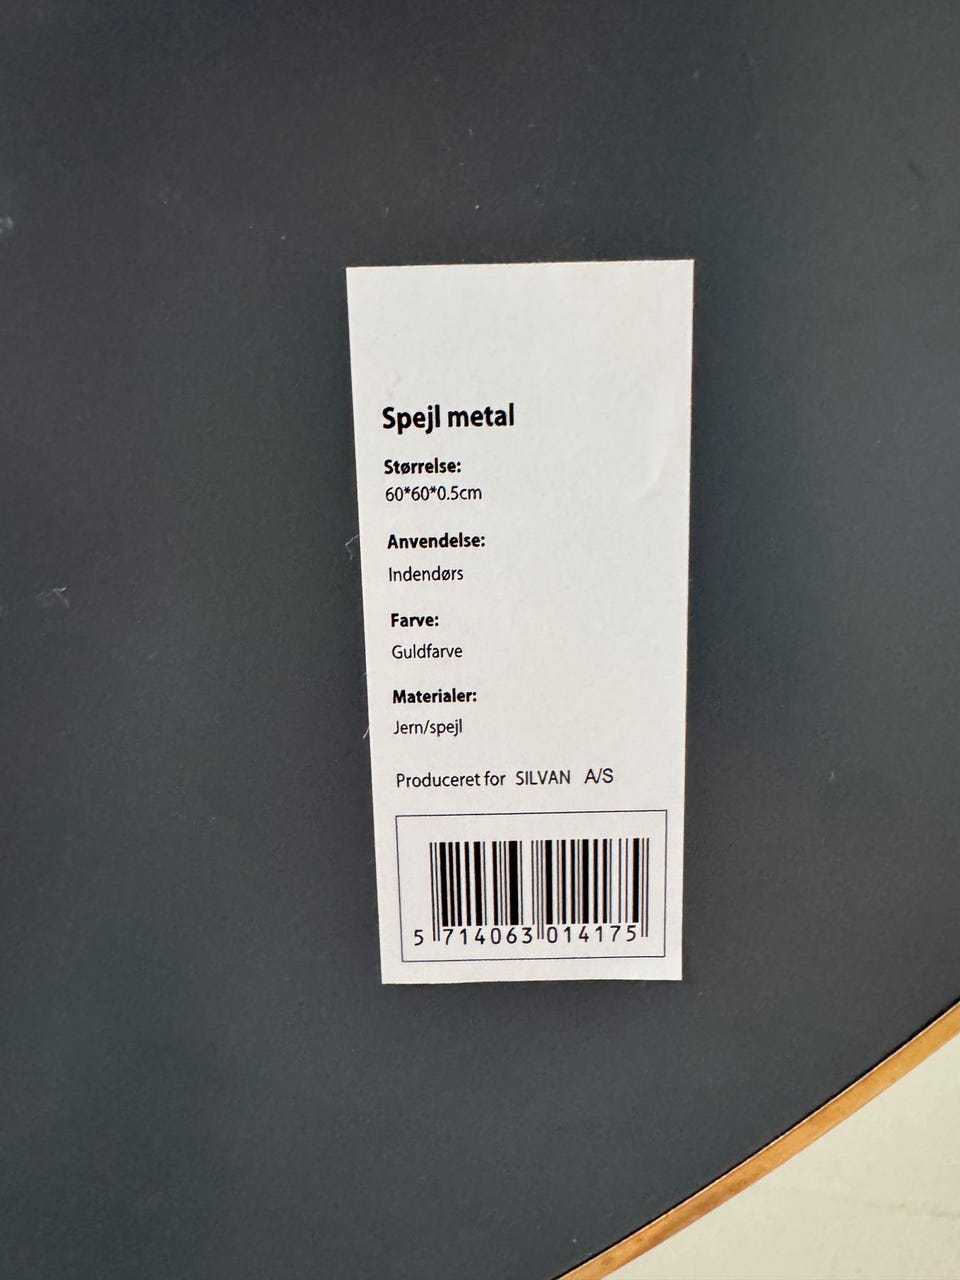 Spejl metal
Størrelse:
60*60*0.5cm
Anvendelse:
Indendørs
Farve:
Guldfarve
Materialer:
Jern/spejl
Produceret for SILVAN A/S
5 714063 014175